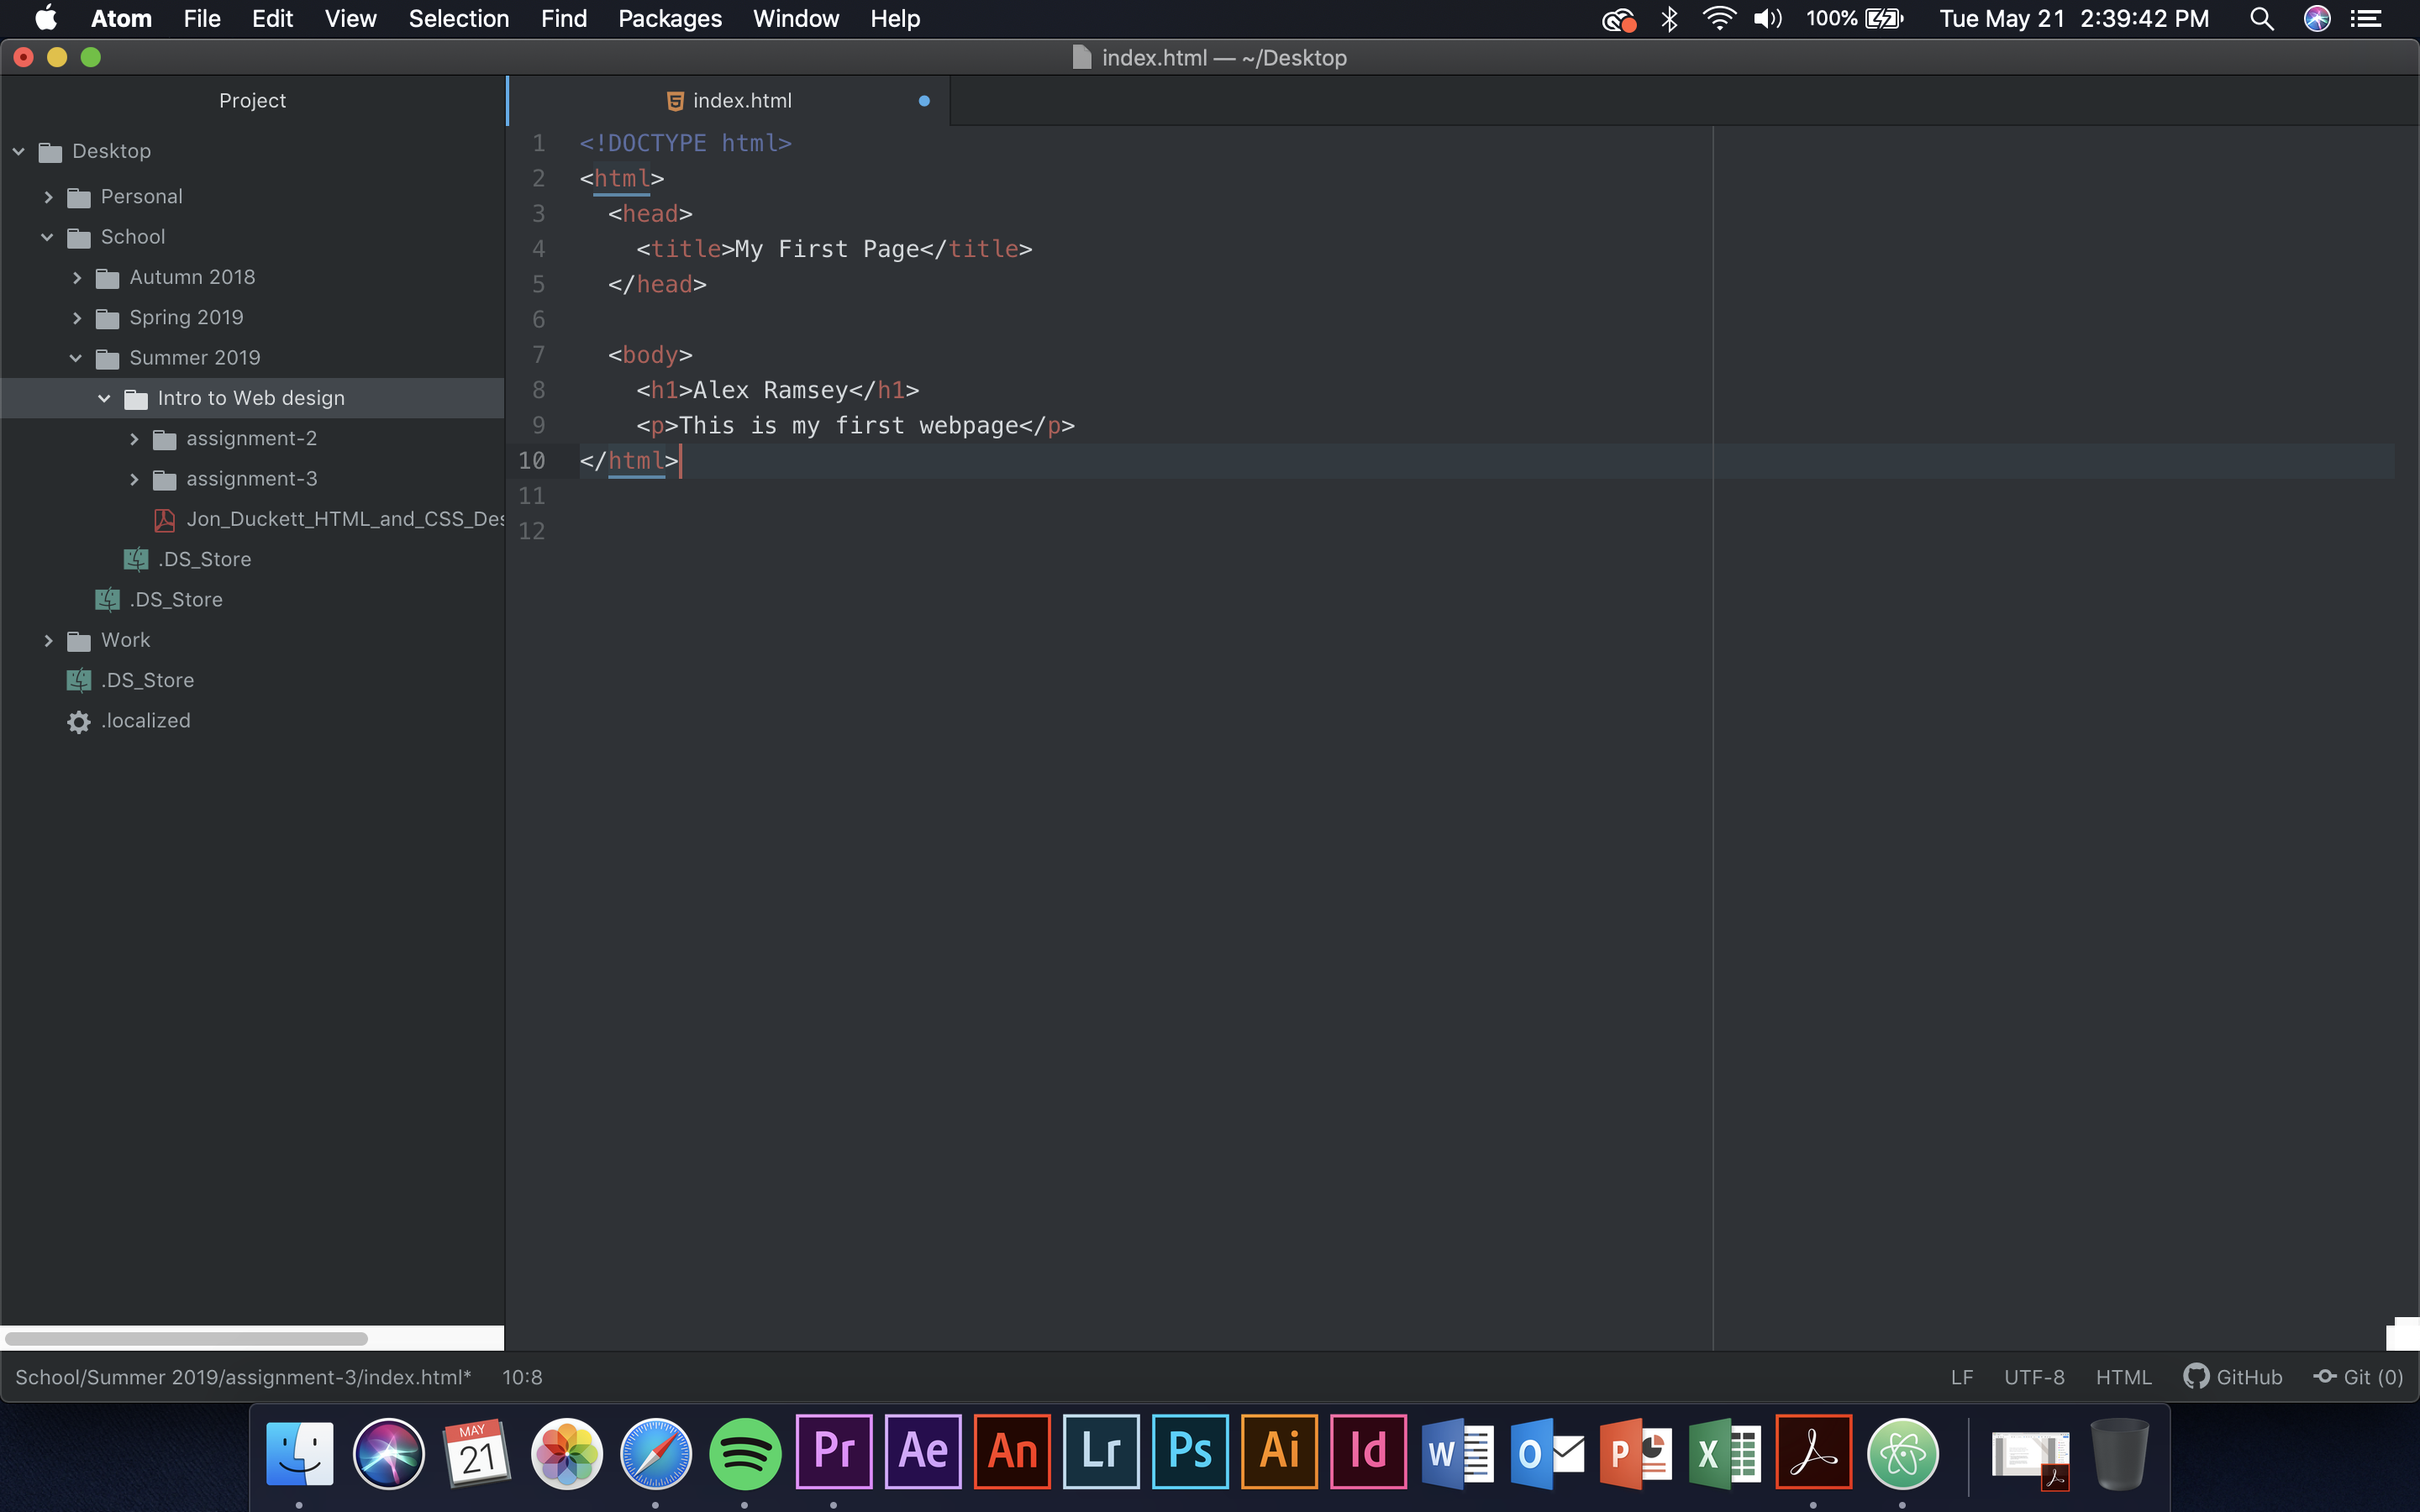 Atom File Edit View Selection Find Packages Window Help 100% Tue May 21 2:39:42 PM
index.html — ~/Desktop
Project
Desktop
Personal
School
Autumn 2018
Spring 2019
Summer 2019
Intro to Web design
assignment-2
assignment-3
Jon_Duckett_HTML_and_CSS_Des
.DS_Store
.DS_Store
Work
.DS_Store
.localized
index.html
1 <!DOCTYPE html>
2 <html>
3 <head>
4 <title>My First Page</title>
5 </head>
6
7 <body>
8 <h1>Alex Ramsey</h1>
9 <p>This is my first webpage</p>
10 </html>
11
12
School/Summer 2019/assignment-3/index.html* 10:8 LF UTF-8 HTML GitHub Git (0)
MAY
21
Pr Ae An Lr Ps Ai Id W O P X